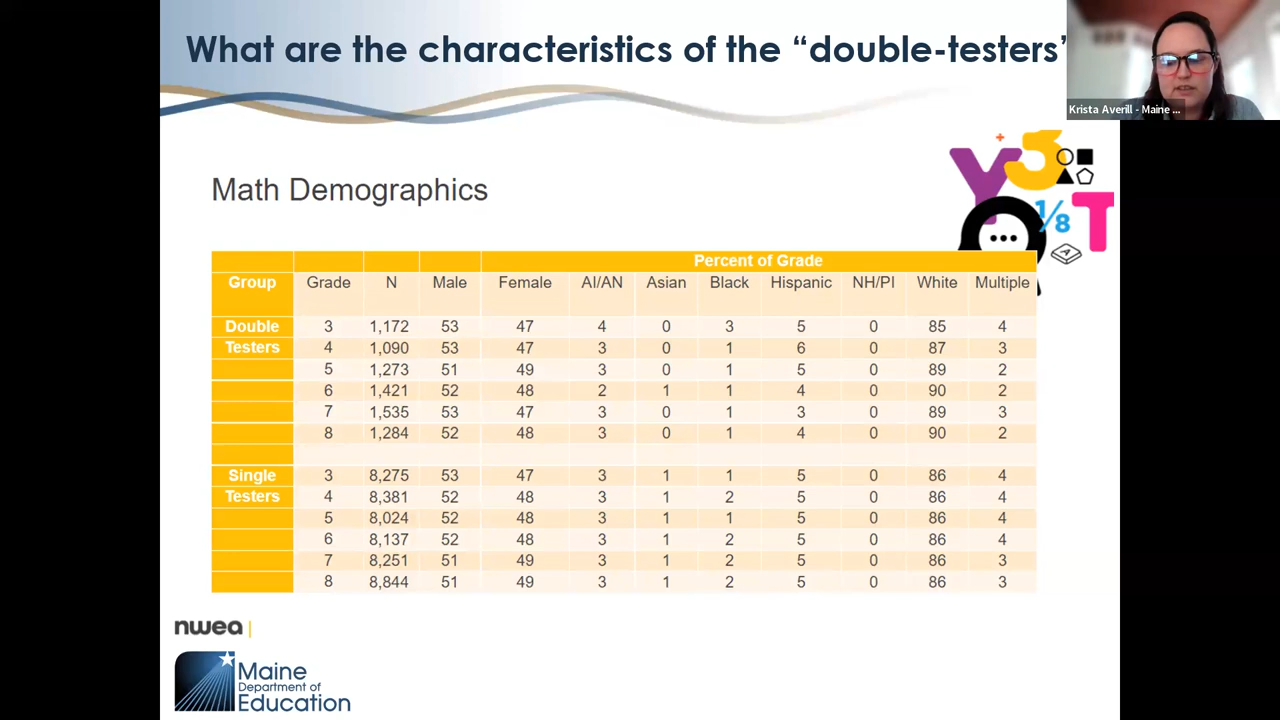 What are the characteristics of the “double-testers”
Krista Averill - Maine ...
Math Demographics
Y 3
1/8 T
Percent of Grade
Group Grade N Male Female AI/AN Asian Black Hispanic NH/PI White Multiple
Double 3 1,172 53 47 4 0 3 5 0 85 4
Testers 4 1,090 53 47 3 0 1 6 0 87 3
5 1,273 51 49 3 0 1 5 0 89 2
6 1,421 52 48 2 1 1 4 0 90 2
7 1,535 53 47 3 0 1 3 0 89 3
8 1,284 52 48 3 0 1 4 0 90 2
Single 3 8,275 53 47 3 1 1 5 0 86 4
Testers 4 8,381 52 48 3 1 2 5 0 86 4
5 8,024 52 48 3 1 1 5 0 86 4
6 8,137 52 48 3 1 2 5 0 86 4
7 8,251 51 49 3 1 2 5 0 86 3
8 8,844 51 49 3 1 2 5 0 86 3
nwea
Maine
Department of
Education